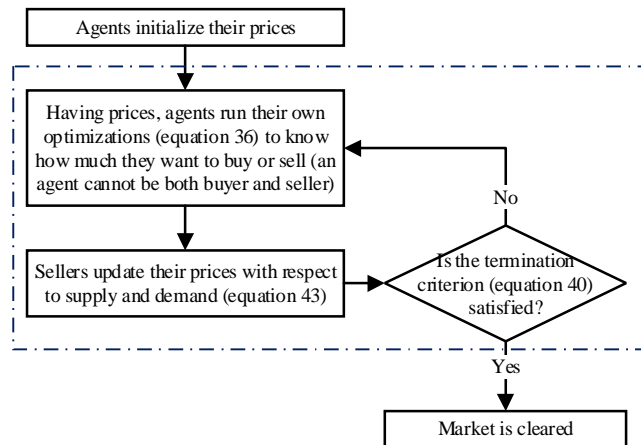 Agents initialize their prices
Having prices, agents run their own
optimizations (equation 36) to know
how much they want to buy or sell (an
agent cannot be both buyer and seller)
No
Sellers update their prices with respect
to supply and demand (equation 43)
Is the termination
criterion (equation 40)
satisfied?
Yes
Market is cleared